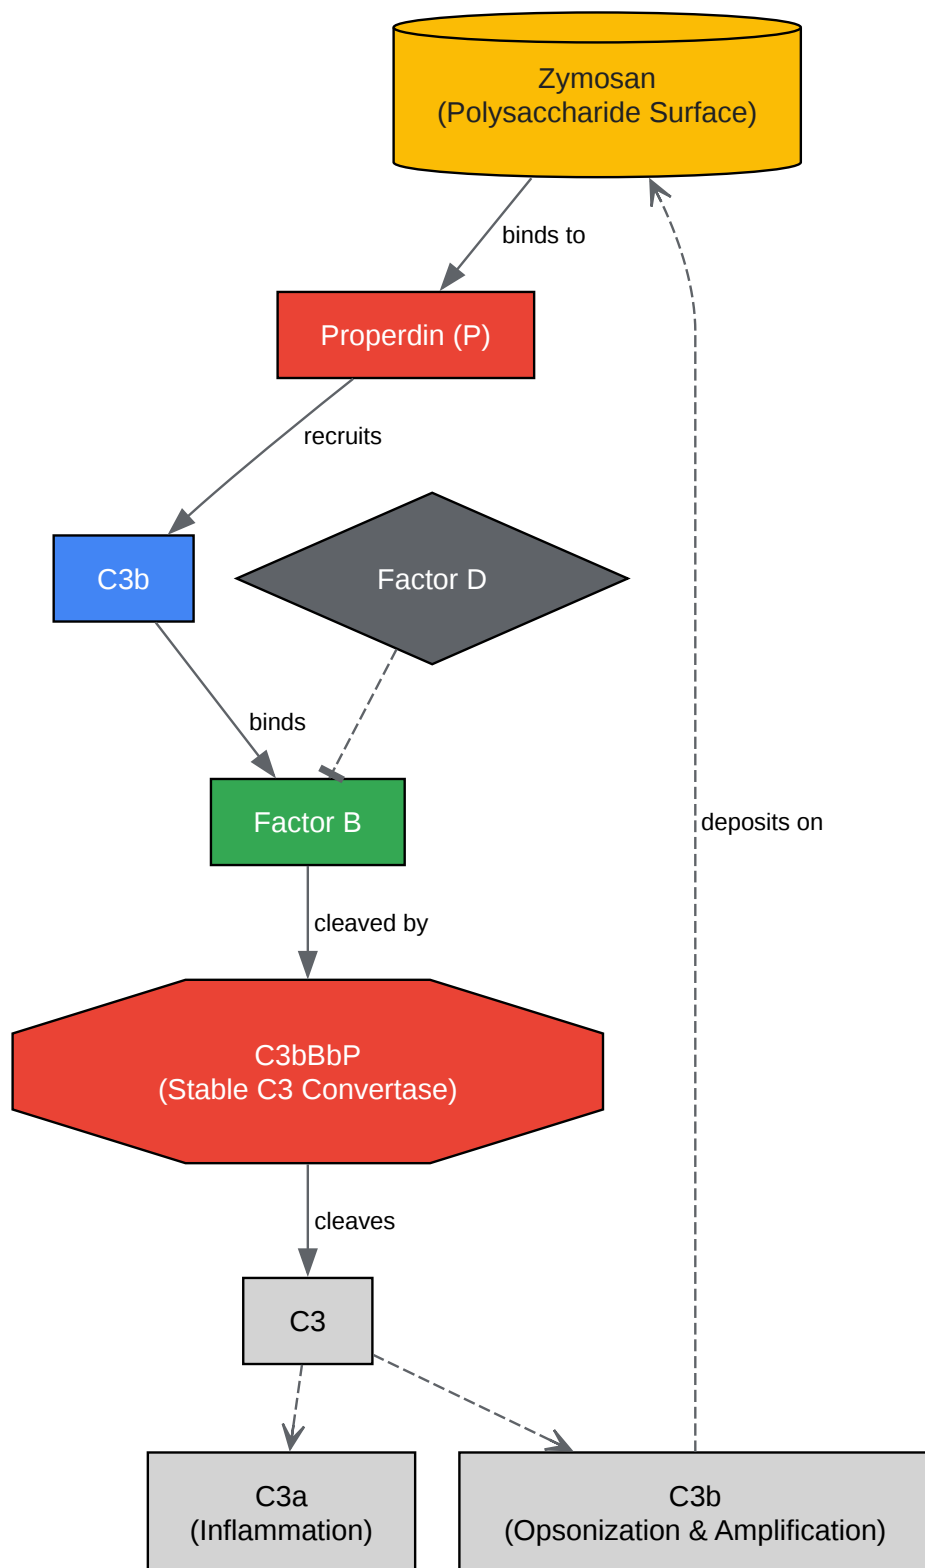 Zymosan
(Polysaccharide Surface)
binds to
Properdin (P)
recruits
C3b
Factor D
binds
Factor B
deposits on
cleaved by
C3bBbP
(Stable C3 Convertase)
cleaves
C3
C3a
(Inflammation)
C3b
(Opsonization & Amplification)